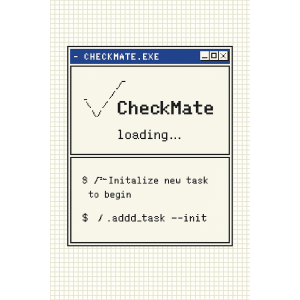 - CHECKMATE.EXE
CheckMate
loading...
$ /~Initalize new task
to begin
$ /.addd_task --init